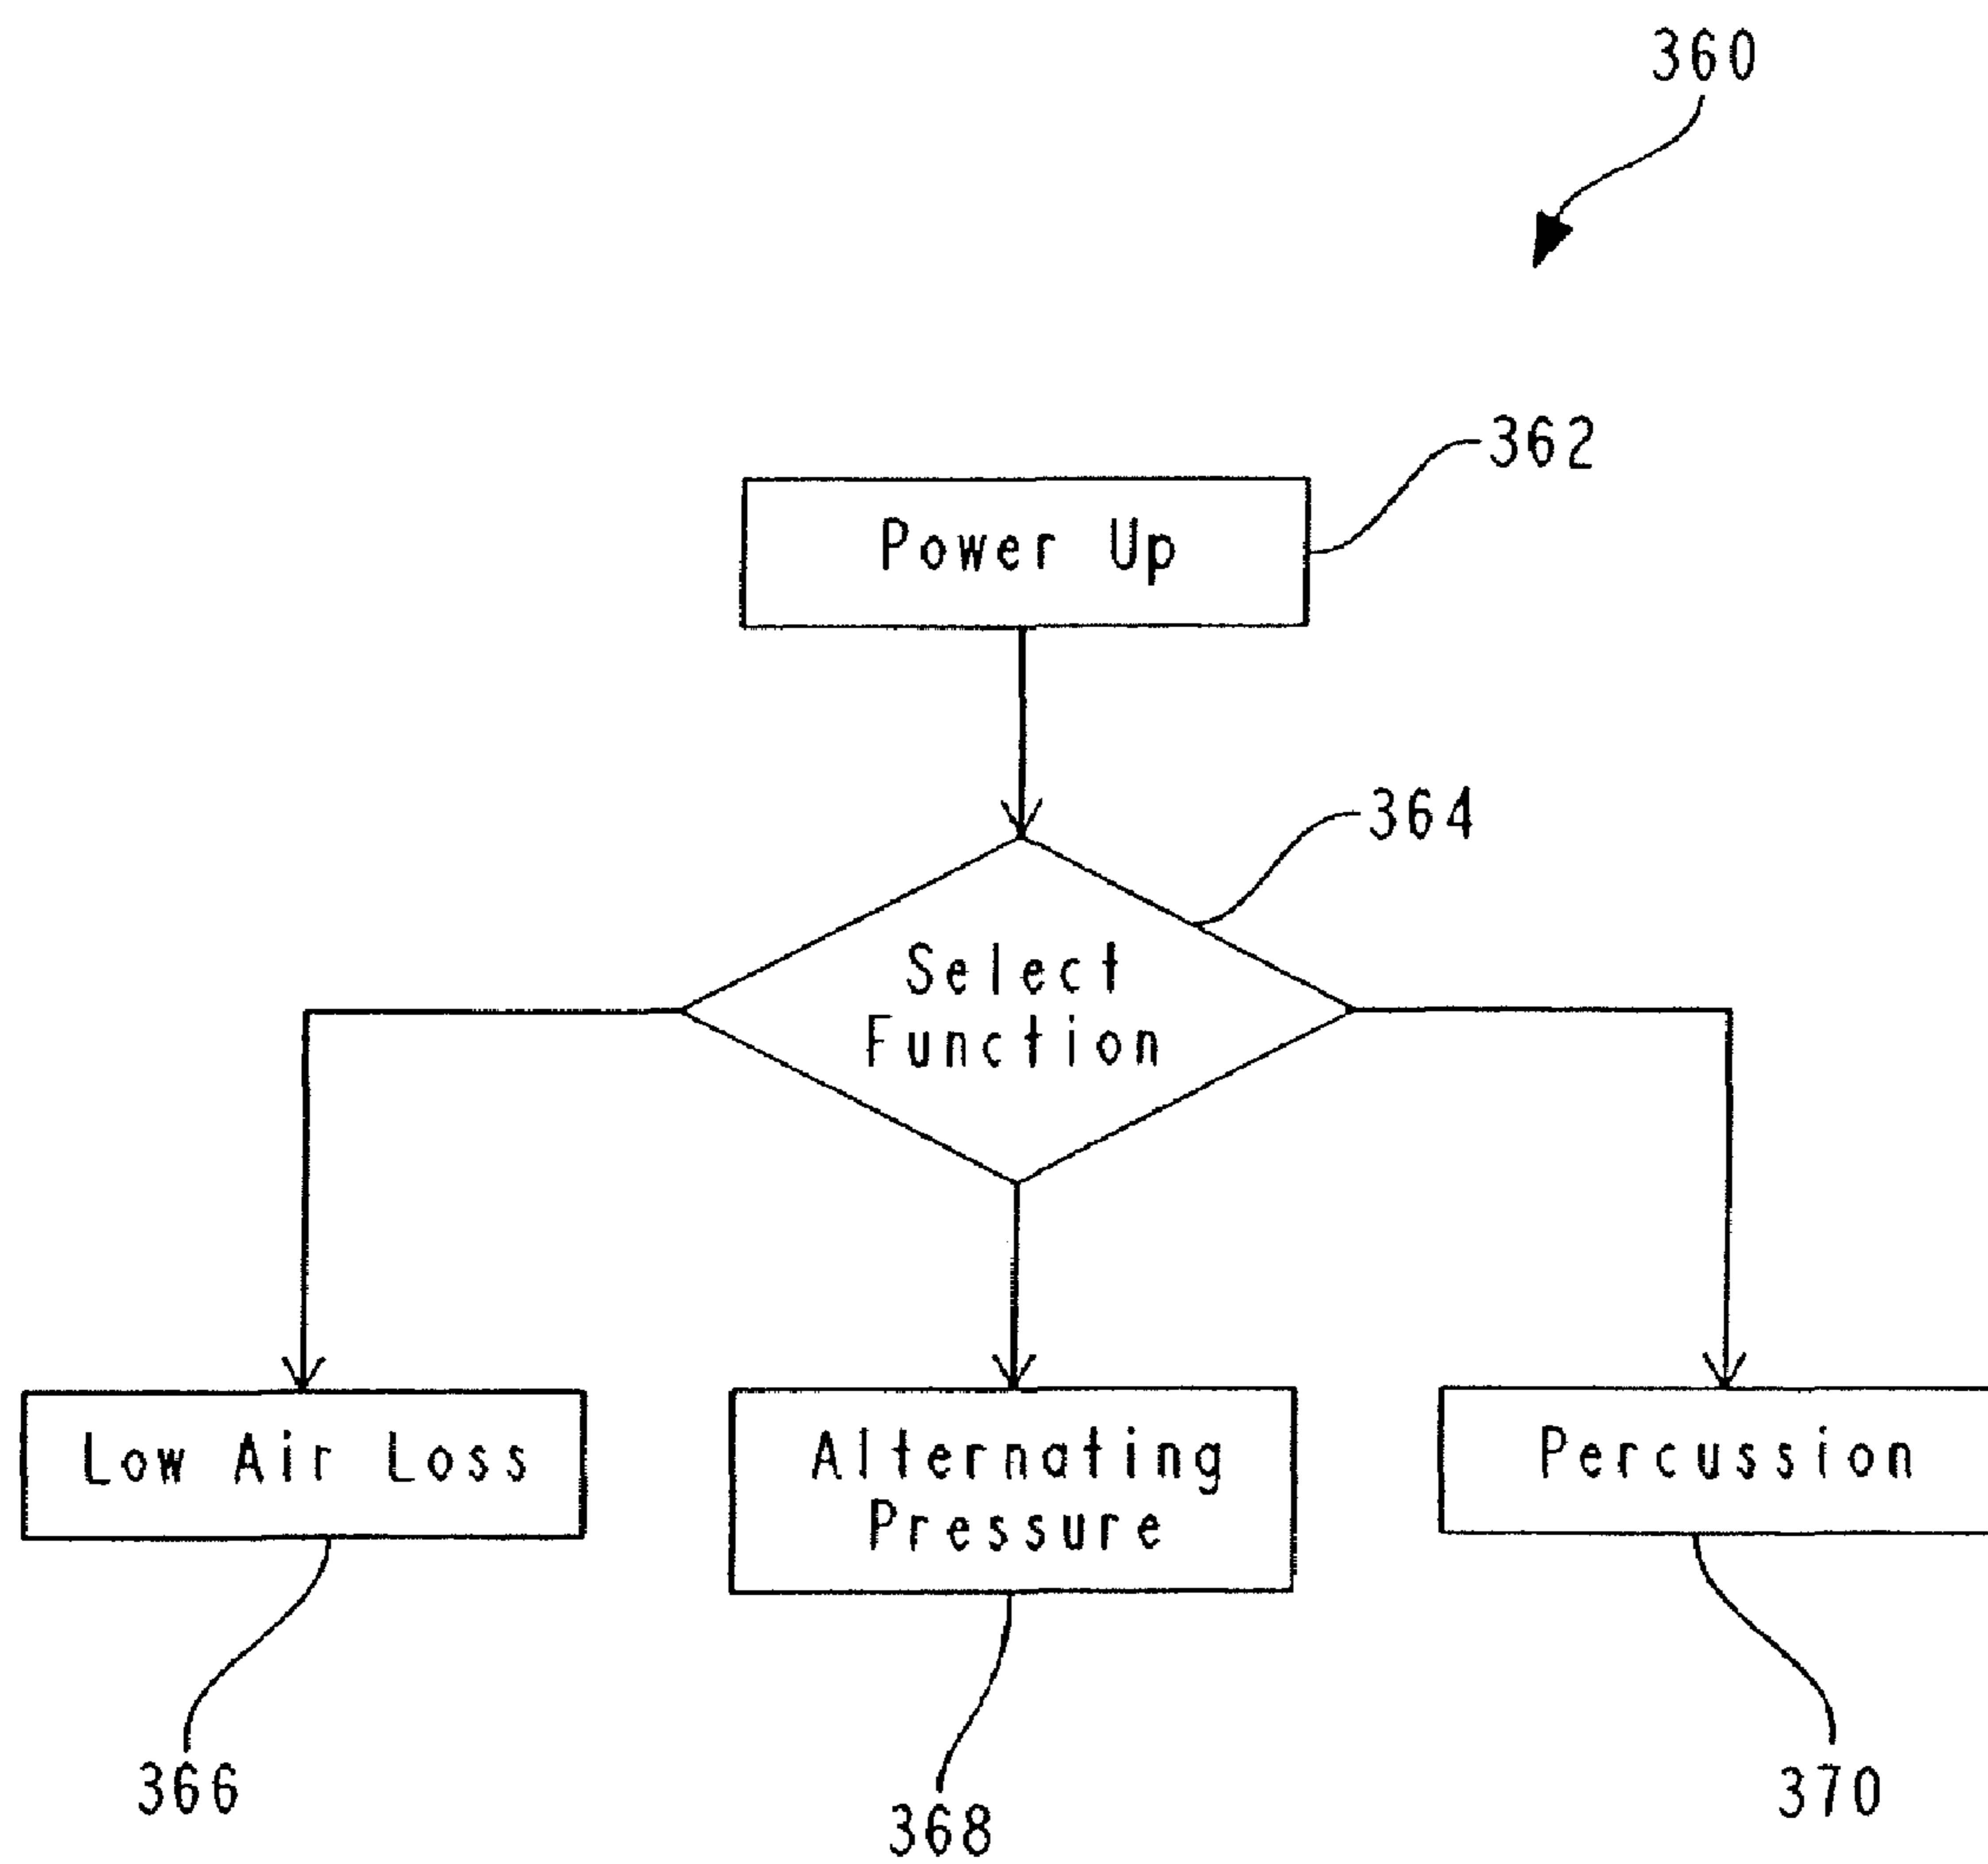 360
362
Power Up
364
Select
Function
Low Air Loss
Alternating
Pressure
Percussion
366
368
370